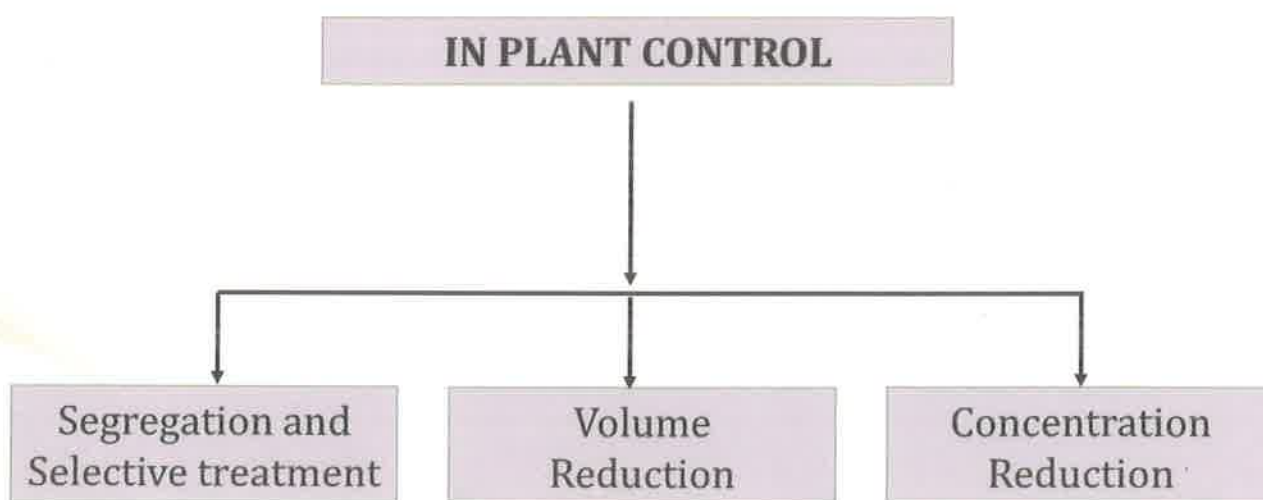 IN PLANT CONTROL
Segregation and
Selective treatment
Volume
Reduction
Concentration
Reduction